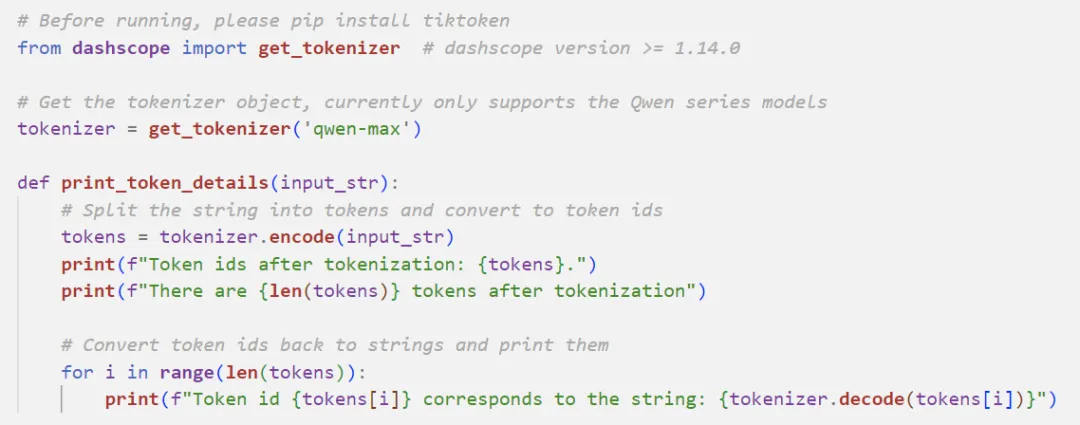 # Before running, please pip install tiktoken
from dashscope import get_tokenizer  # dashscope version >= 1.14.0

# Get the tokenizer object, currently only supports the Qwen series models
tokenizer = get_tokenizer('qwen-max')

def print_token_details(input_str):
    # Split the string into tokens and convert to token ids
    tokens = tokenizer.encode(input_str)
    print(f"Token ids after tokenization: {tokens}.")
    print(f"There are {len(tokens)} tokens after tokenization")

    # Convert token ids back to strings and print them
    for i in range(len(tokens)):
        print(f"Token id {tokens[i]} corresponds to the string: {tokenizer.decode(tokens[i])}")